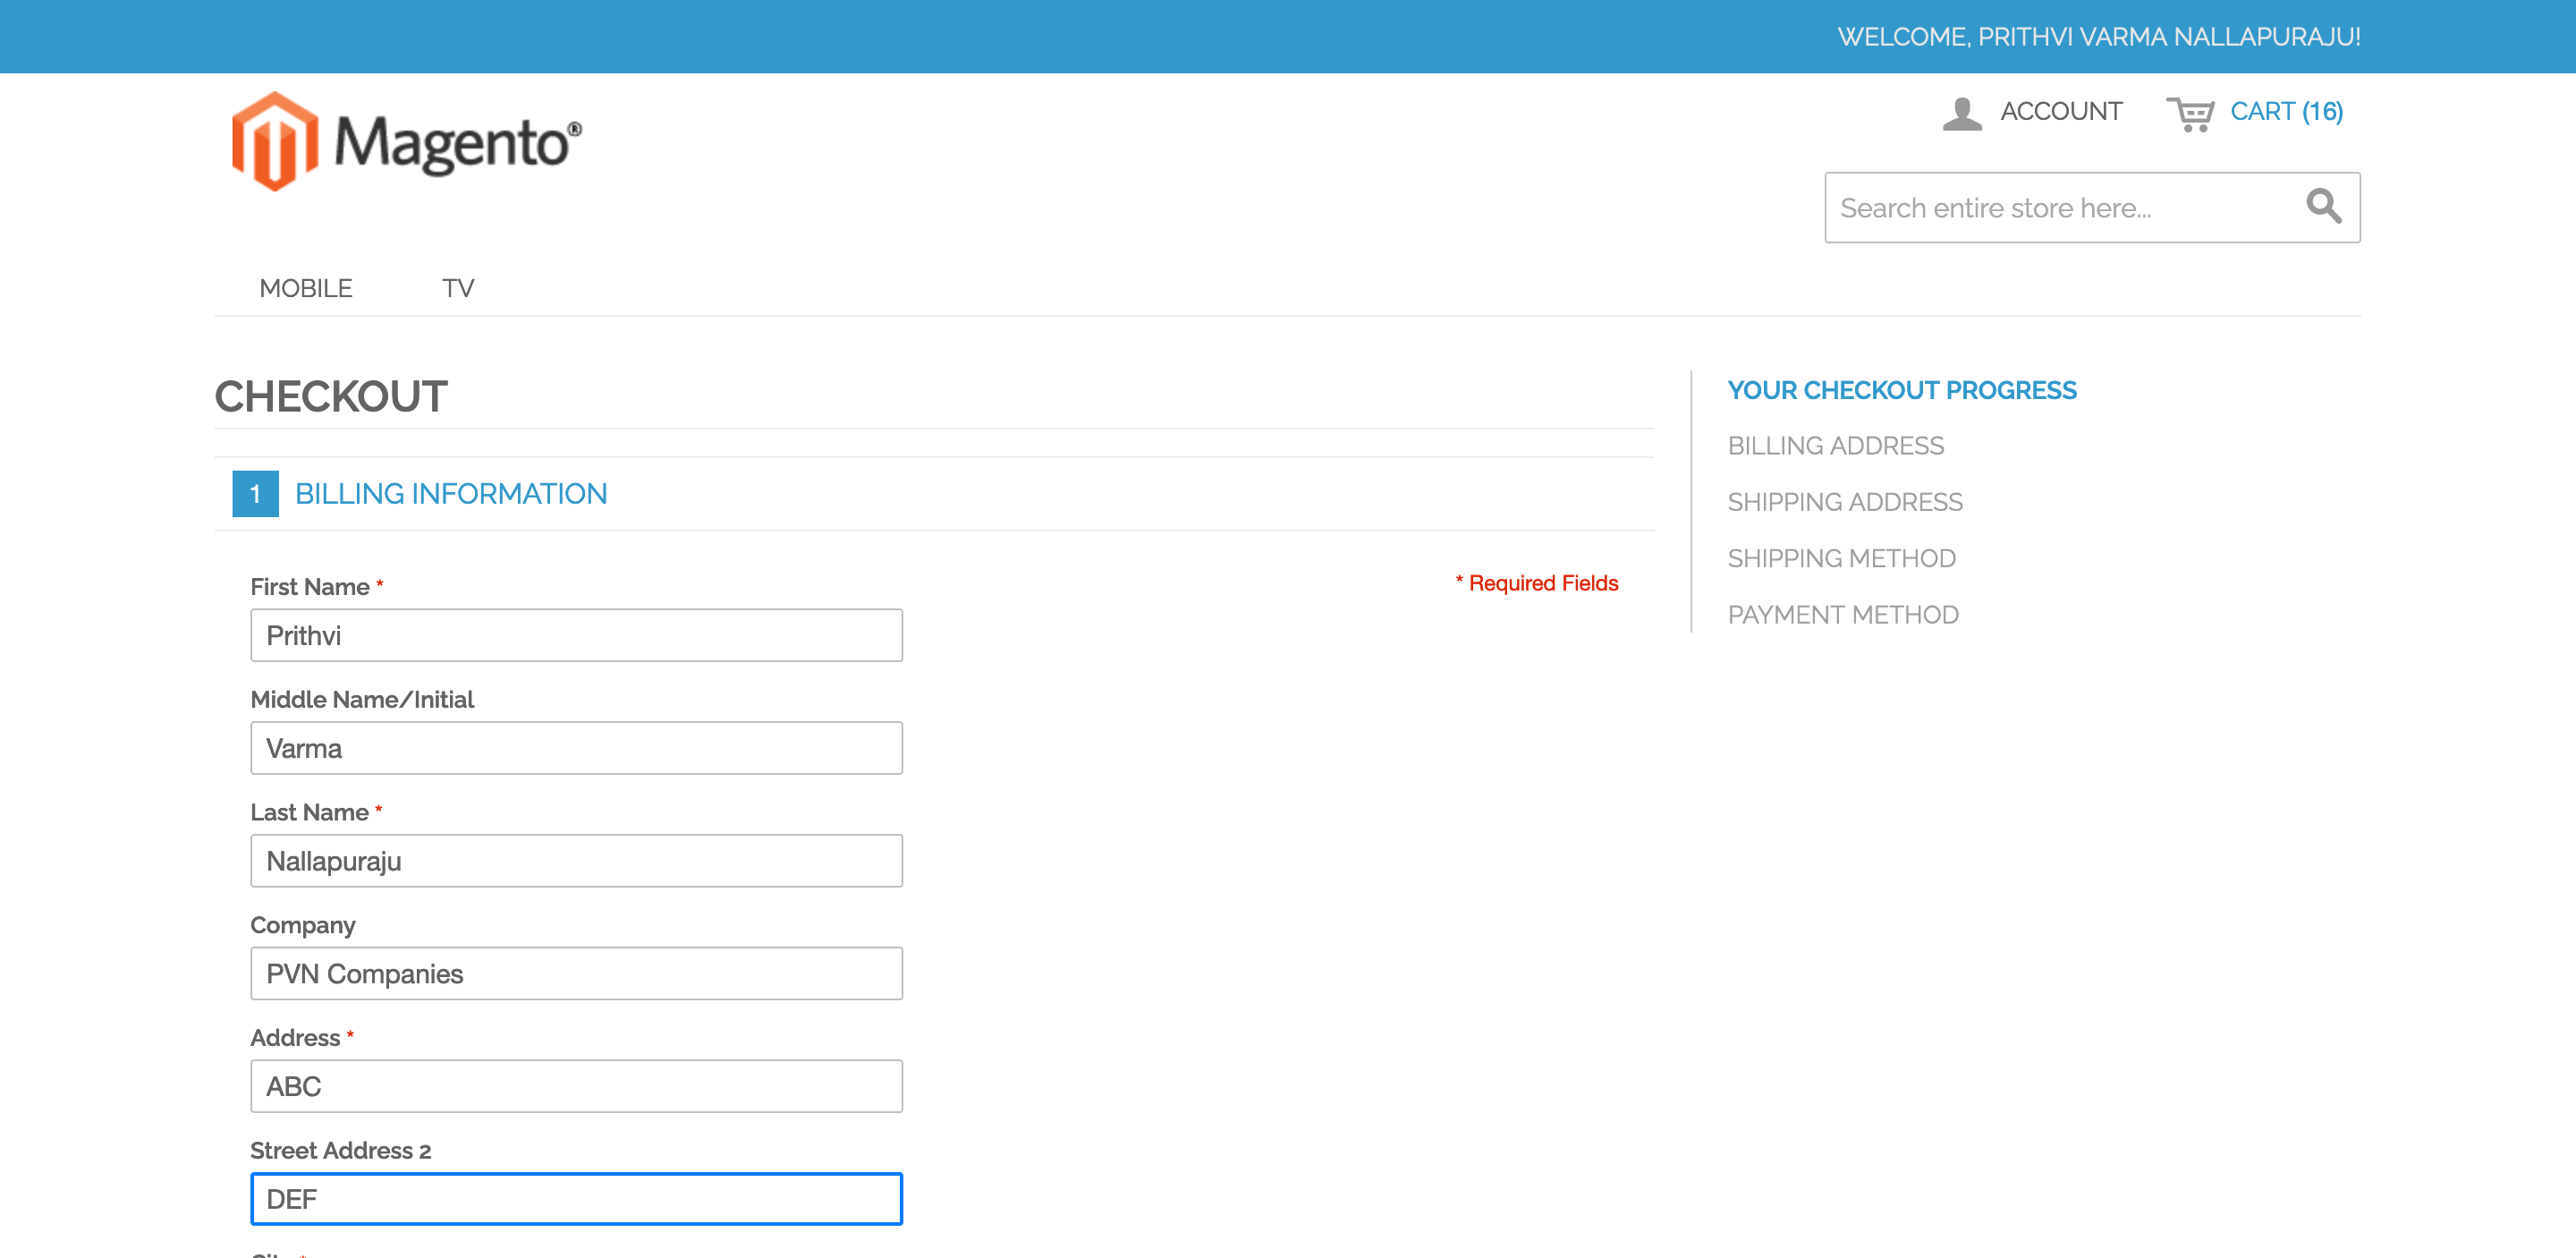 WELCOME, PRITHVI VARMA NALLAPURAJU!
Magento®
ACCOUNT
CART (16)
Search entire store here...
MOBILE
TV
CHECKOUT
1 BILLING INFORMATION
* Required Fields
First Name *
Prithvi
Middle Name/Initial
Varma
Last Name *
Nallapuraju
Company
PVN Companies
Address *
ABC
Street Address 2
DEF
YOUR CHECKOUT PROGRESS
BILLING ADDRESS
SHIPPING ADDRESS
SHIPPING METHOD
PAYMENT METHOD